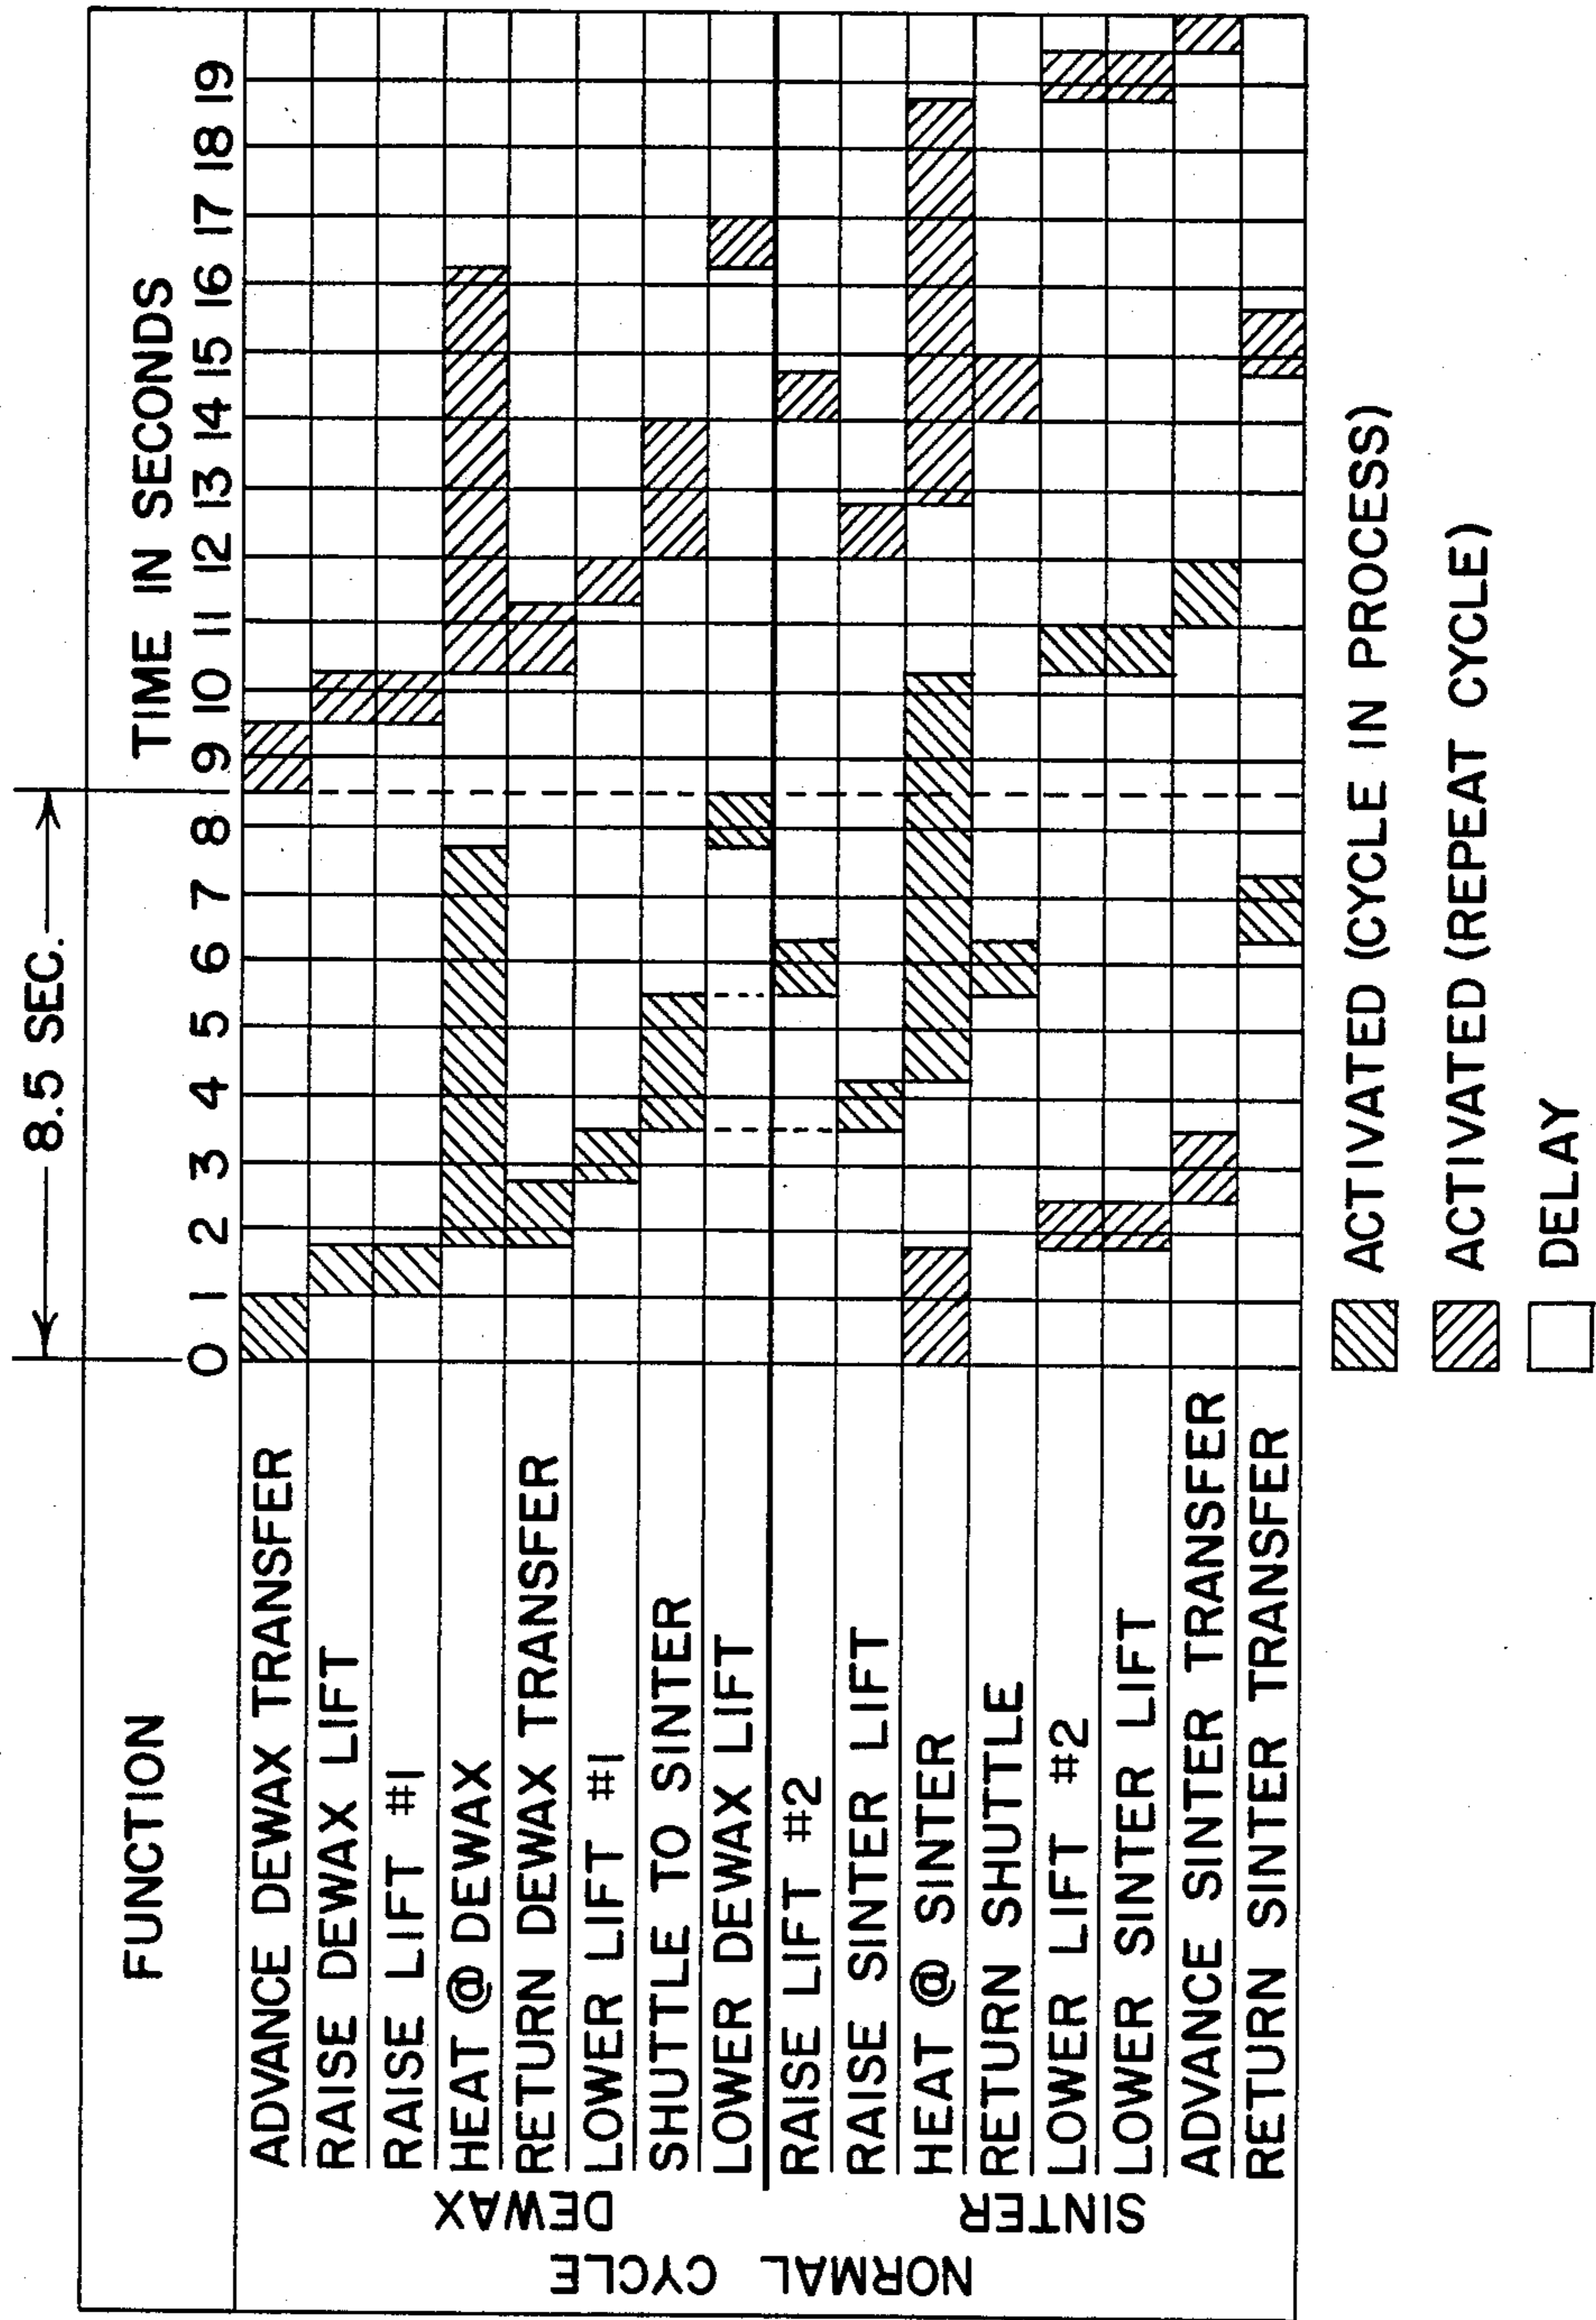 8.5 SEC.
FUNCTION
TIME IN SECONDS
0 1 2 3 4 5 6 7 8 9 10 11 12 13 14 15 16 17 18 19
NORMAL CYCLE
DEWAX
ADVANCE DEWAX TRANSFER
RAISE DEWAX LIFT
RAISE LIFT #1
HEAT @ DEWAX
RETURN DEWAX TRANSFER
LOWER LIFT #1
SHUTTLE TO SINTER
LOWER DEWAX LIFT
SINTER
RAISE LIFT #2
RAISE SINTER LIFT
HEAT @ SINTER
RETURN SHUTTLE
LOWER LIFT #2
LOWER SINTER LIFT
ADVANCE SINTER TRANSFER
RETURN SINTER TRANSFER
ACTIVATED (CYCLE IN PROCESS)
ACTIVATED (REPEAT CYCLE)
DELAY